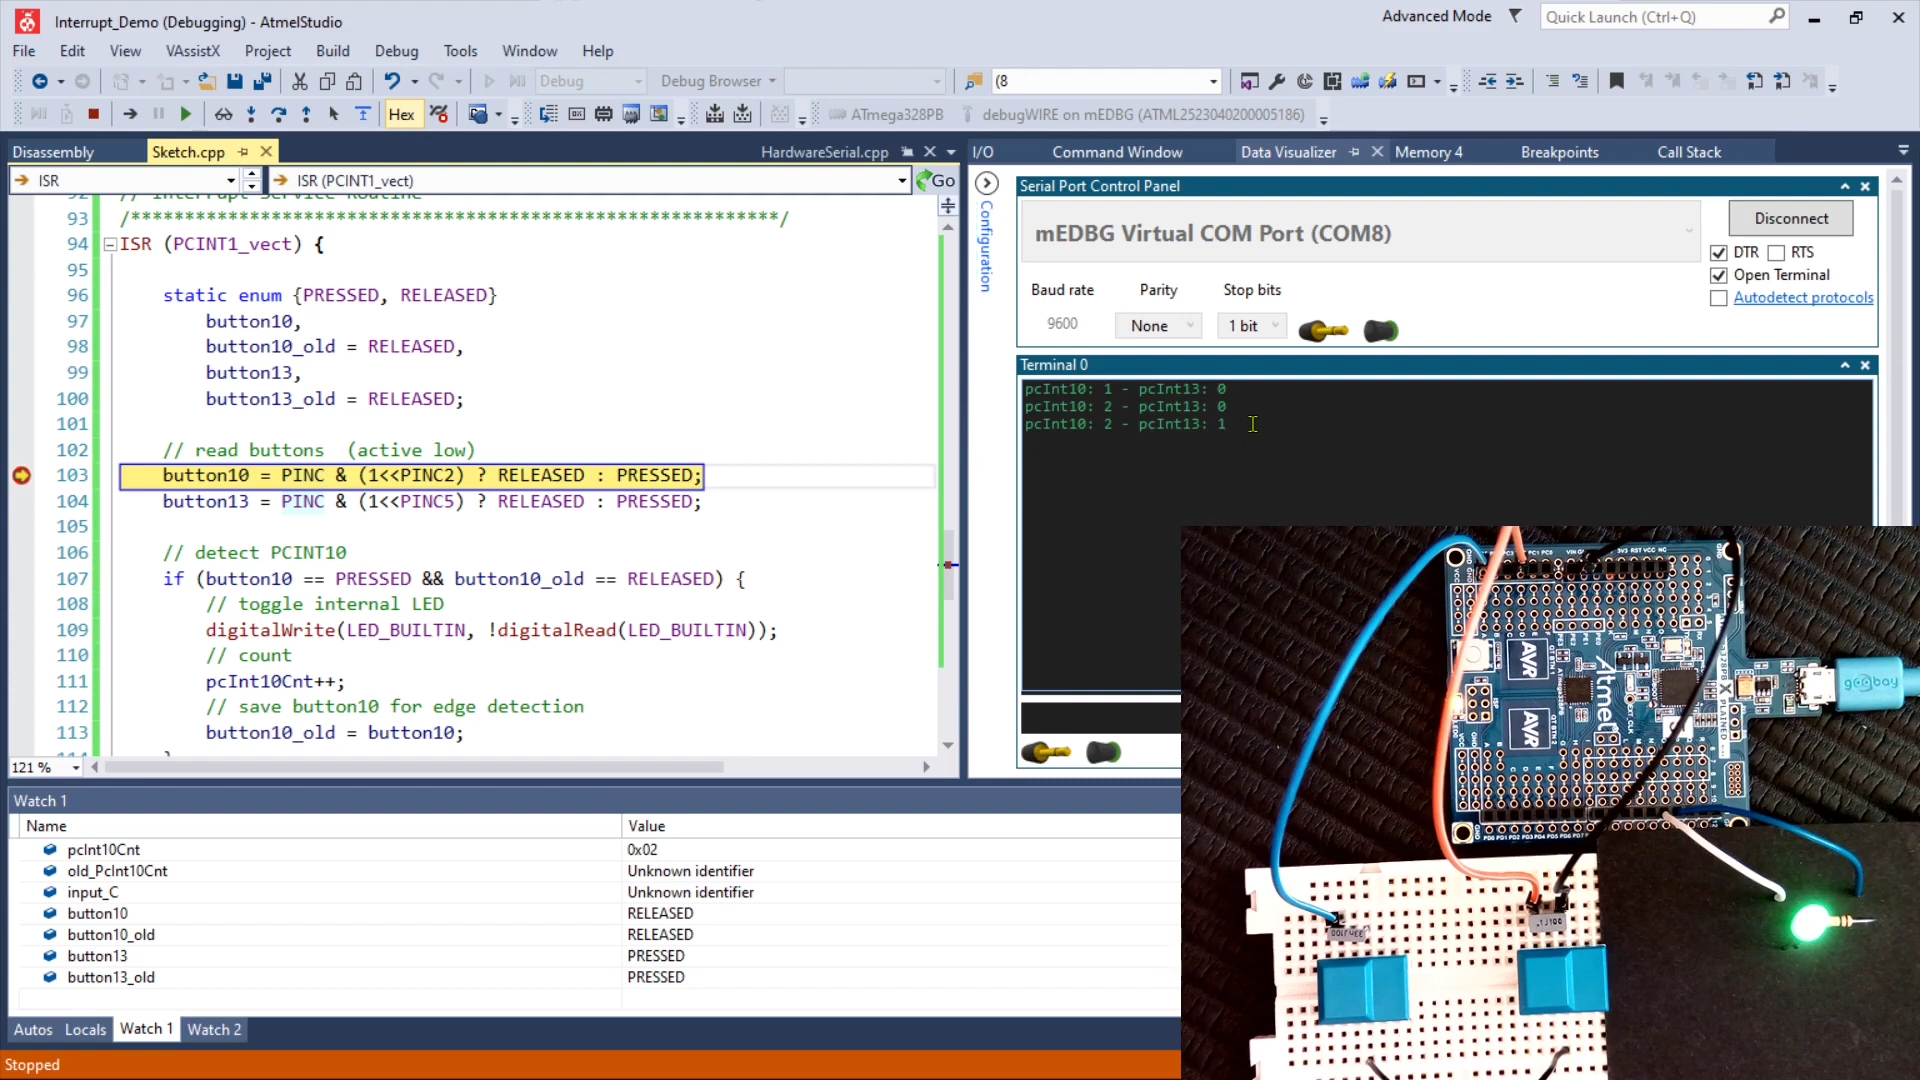 Interrupt_Demo (Debugging) - AtmelStudio
Advanced Mode
Quick Launch (Ctrl+Q)
File Edit View VAssistX Project Build Debug Tools Window Help
Debug
Debug Browser
(8
Hex
ATmega328PB
debugWIRE on mEDBG (ATML2523040200005186)
Disassembly
Sketch.cpp
HardwareSerial.cpp
ISR
ISR (PCINT1_vect)
Go
92 // Interrupt Service Routine
93 /*************************************************************/
94 ISR (PCINT1_vect) {
95
96 static enum {PRESSED, RELEASED}
97 button10,
98 button10_old = RELEASED,
99 button13,
100 button13_old = RELEASED;
101
102 // read buttons  (active low)
103 button10 = PINC & (1<<PINC2) ? RELEASED : PRESSED;
104 button13 = PINC & (1<<PINC5) ? RELEASED : PRESSED;
105
106 // detect PCINT10
107 if (button10 == PRESSED && button10_old == RELEASED) {
108 // toggle internal LED
109 digitalWrite(LED_BUILTIN, !digitalRead(LED_BUILTIN));
110 // count
111 pcInt10Cnt++;
112 // save button10 for edge detection
113 button10_old = button10;
114 }
121 %
I/O
Command Window
Data Visualizer
Memory 4
Breakpoints
Call Stack
Configuration
Serial Port Control Panel
mEDBG Virtual COM Port (COM8)
Disconnect
DTR RTS
Open Terminal
Autodetect protocols
Baud rate Parity Stop bits
9600 None 1 bit
Terminal 0
pcInt10: 1 - pcInt13: 0
pcInt10: 2 - pcInt13: 0
pcInt10: 2 - pcInt13: 1
Watch 1
Name Value
pcInt10Cnt 0x02
old_PcInt10Cnt Unknown identifier
input_C Unknown identifier
button10 RELEASED
button10_old RELEASED
button13 PRESSED
button13_old PRESSED
Autos Locals Watch 1 Watch 2
Stopped
AVR
AVR
Atmel
goobay